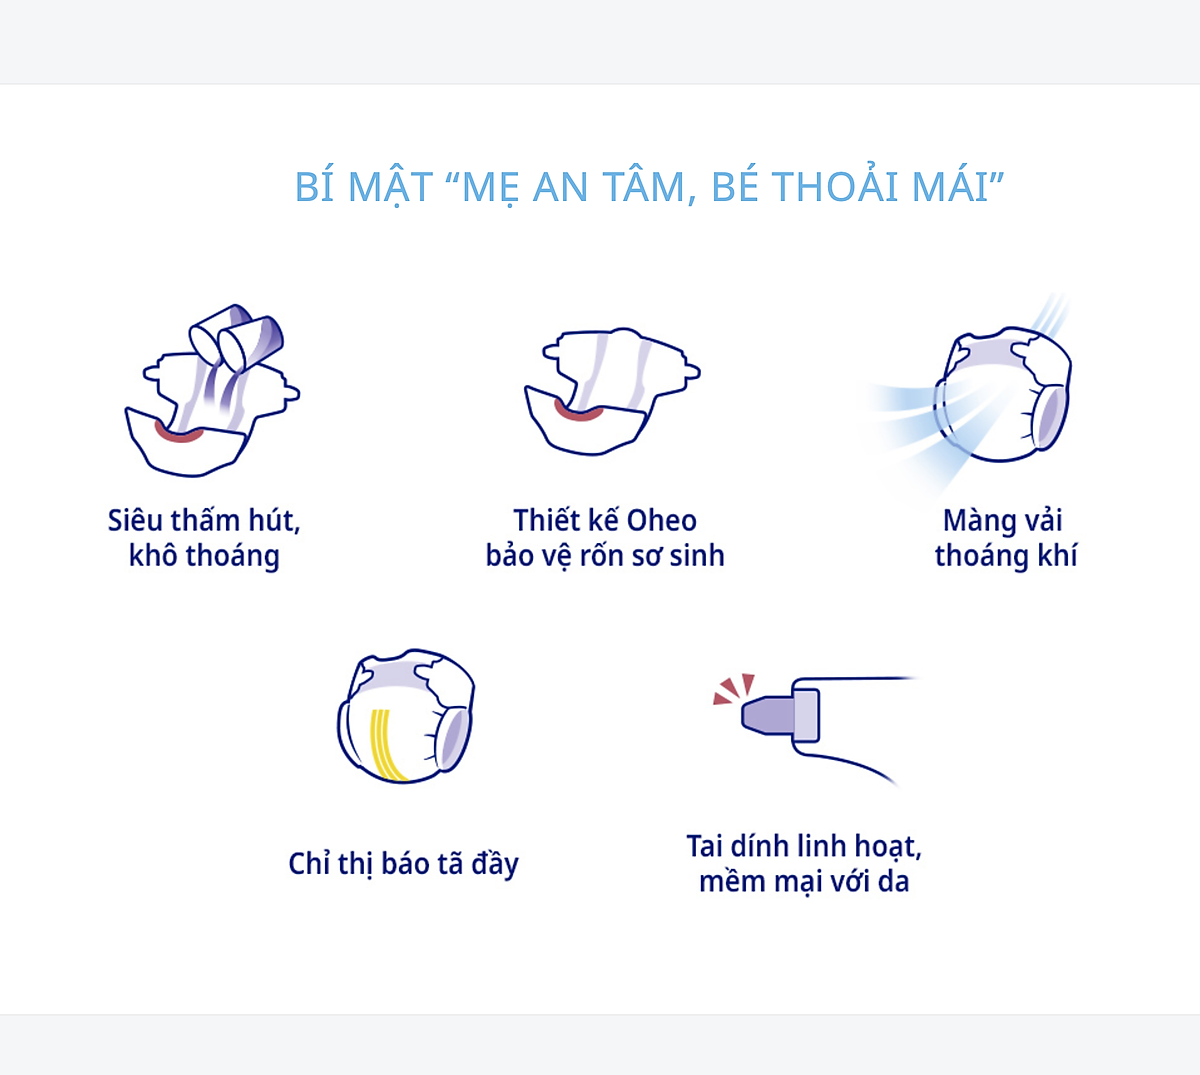 BÍ MẬT “MẸ AN TÂM, BÉ THOẢI MÁI”
Siêu thấm hút,
khô thoáng
Thiết kế Oheo
bảo vệ rốn sơ sinh
Màng vải
thoáng khí
Chỉ thị báo tã đầy
Tai dính linh hoạt,
mềm mại với da